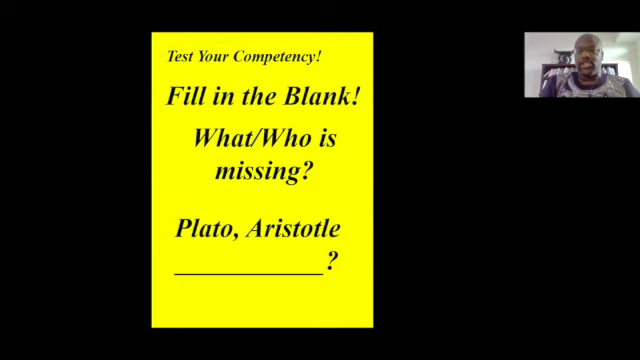 Test Your Competency!
Fill in the Blank!
What/Who is
missing?
Plato, Aristotle
____________?